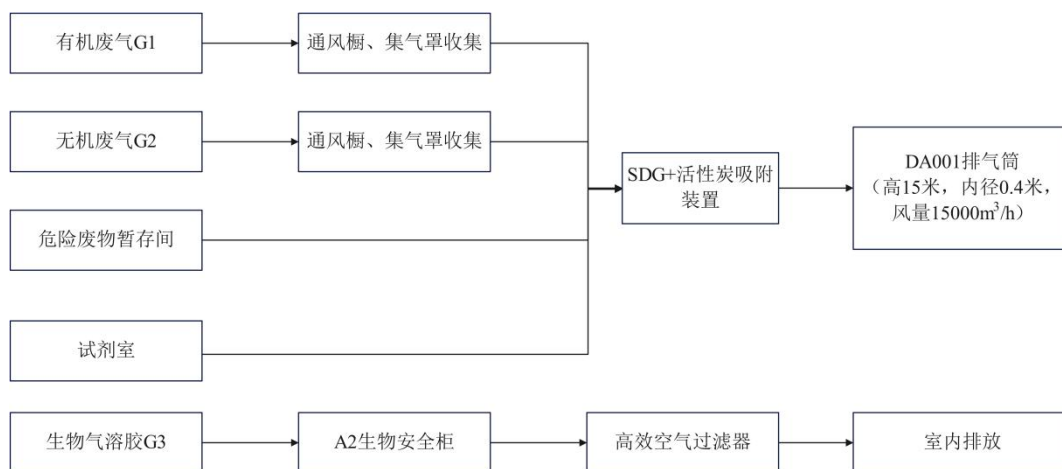 有机废气G1
通风橱、集气罩收集
无机废气G2
通风橱、集气罩收集
SDG+活性炭吸附
装置
DA001排气筒
（高15米，内径0.4米，
风量15000m³/h）
危险废物暂存间
试剂室
生物气溶胶G3
A2生物安全柜
高效空气过滤器
室内排放